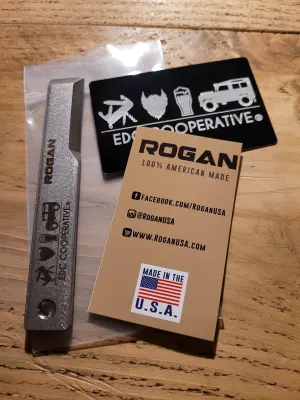 EDC COOPERATIVE®
ROGAN
EDC COOPERATIVE®
ROGAN
100% AMERICAN MADE
FACEBOOK.COM/ROGANUSA
@ROGANUSA
WWW.ROGANUSA.COM
MADE IN THE
U.S.A.